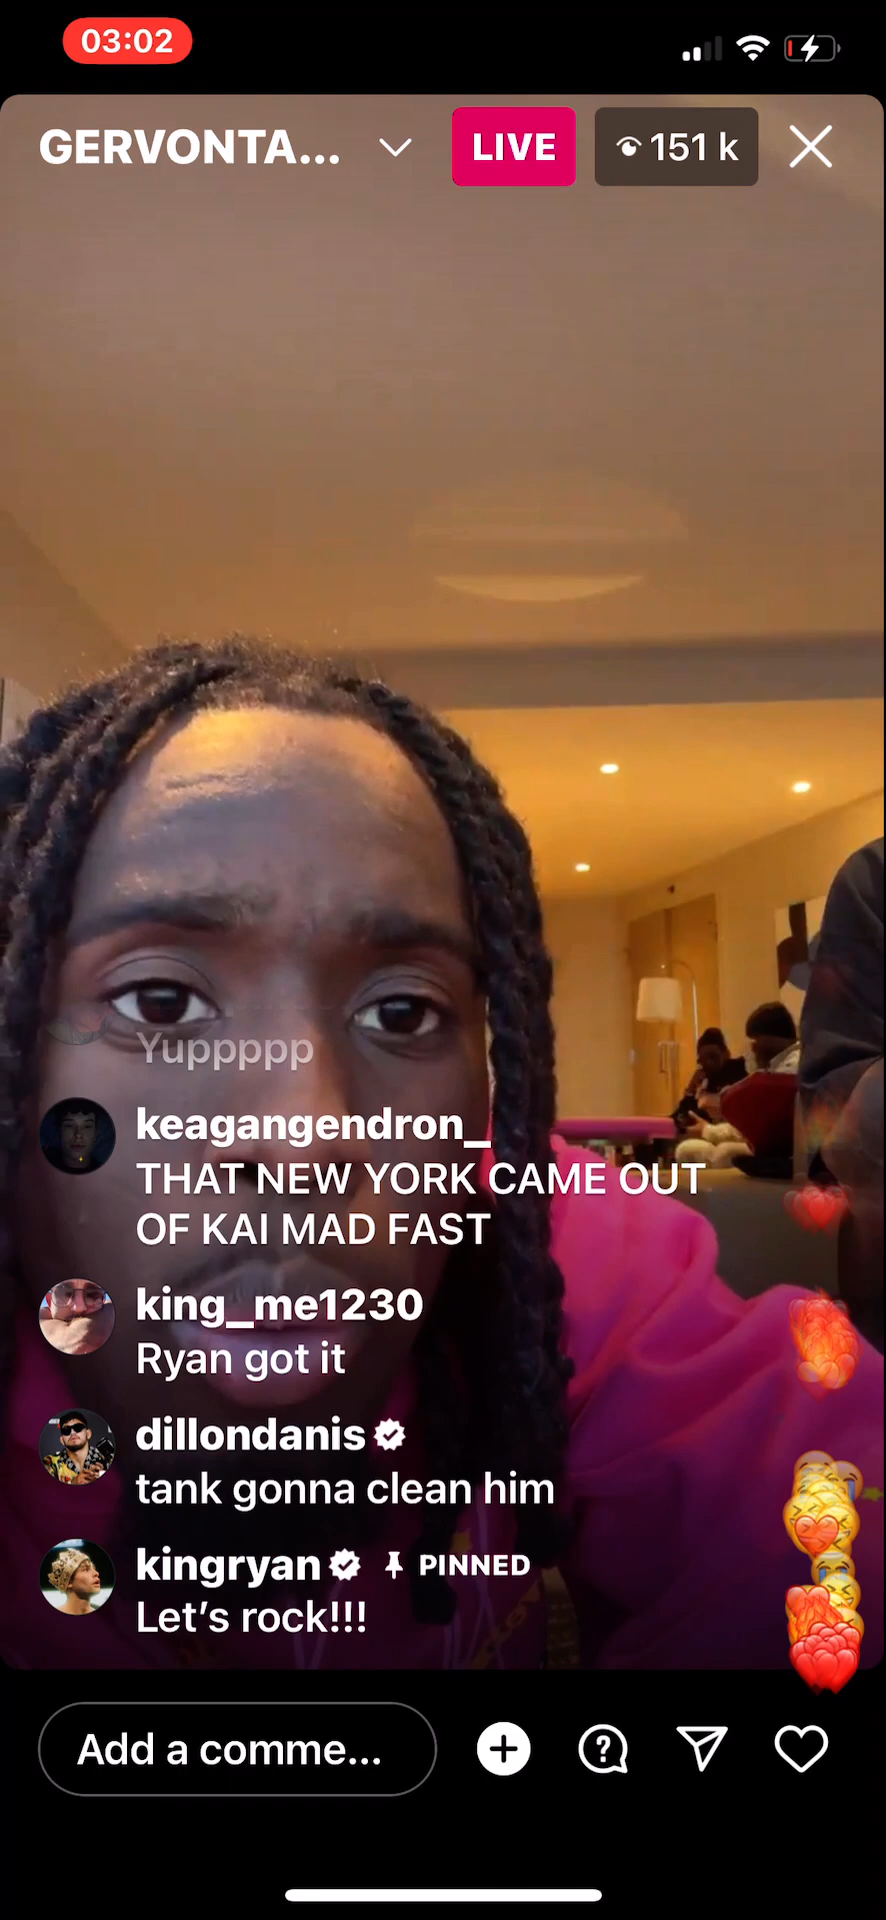 03:02
GERVONTA...
LIVE
151 k
Yuppppp
keagangendron_
THAT NEW YORK CAME OUT
OF KAI MAD FAST
king_me1230
Ryan got it
dillondanis
tank gonna clean him
kingryan PINNED
Let's rock!!!
Add a comme...